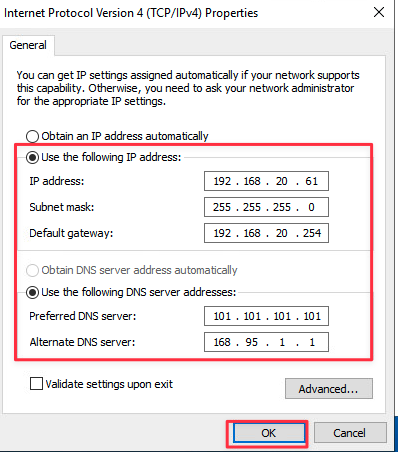 Internet Protocol Version 4 (TCP/IPv4) Properties
General
You can get IP settings assigned automatically if your network supports
this capability. Otherwise, you need to ask your network administrator
for the appropriate IP settings.
Obtain an IP address automatically
Use the following IP address:
IP address: 192 . 168 . 20 . 61
Subnet mask: 255 . 255 . 255 . 0
Default gateway: 192 . 168 . 20 . 254
Obtain DNS server address automatically
Use the following DNS server addresses:
Preferred DNS server: 101 . 101 . 101 . 101
Alternate DNS server: 168 . 95 . 1 . 1
Validate settings upon exit
Advanced...
OK Cancel